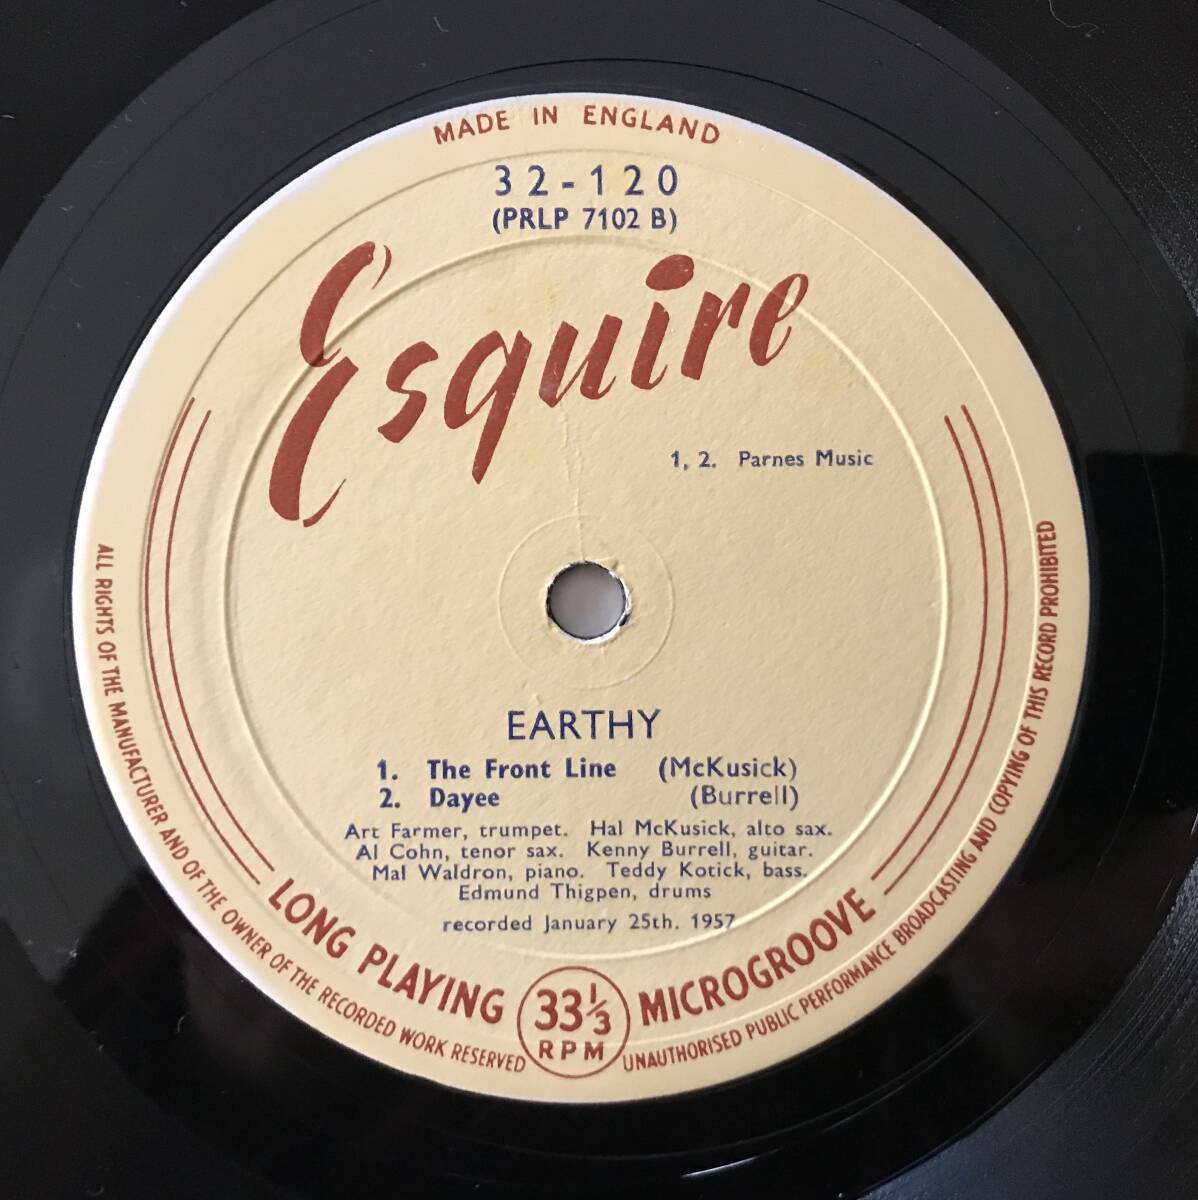 MADE IN ENGLAND
32-120
(PRLP 7102 B)
Esquire
1, 2. Parnes Music
EARTHY
1. The Front Line (McKusick)
2. Dayee (Burrell)
Art Farmer, trumpet. Hal McKusick, alto sax.
Al Cohn, tenor sax. Kenny Burrell, guitar.
Mal Waldron, piano. Teddy Kotick, bass.
Edmund Thigpen, drums
recorded January 25th. 1957
LONG PLAYING 33⅓ RPM MICROGROOVE
ALL RIGHTS OF THE MANUFACTURER AND OF THE OWNER OF THE RECORDED WORK RESERVED
UNAUTHORISED PUBLIC PERFORMANCE BROADCASTING AND COPYING OF THIS RECORD PROHIBITED